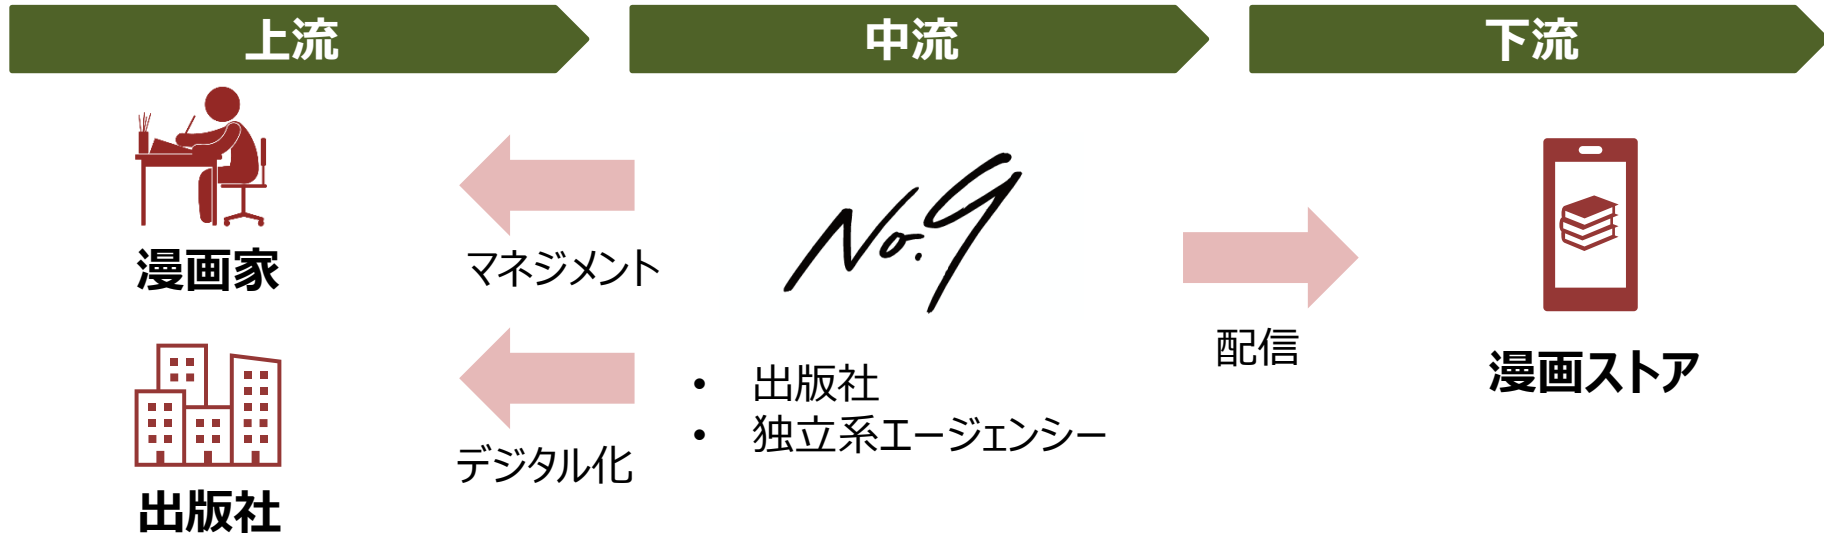 上流
中流
下流
漫画家
マネジメント
No.9
配信
漫画ストア
出版社
デジタル化
• 出版社
• 独立系エージェンシー